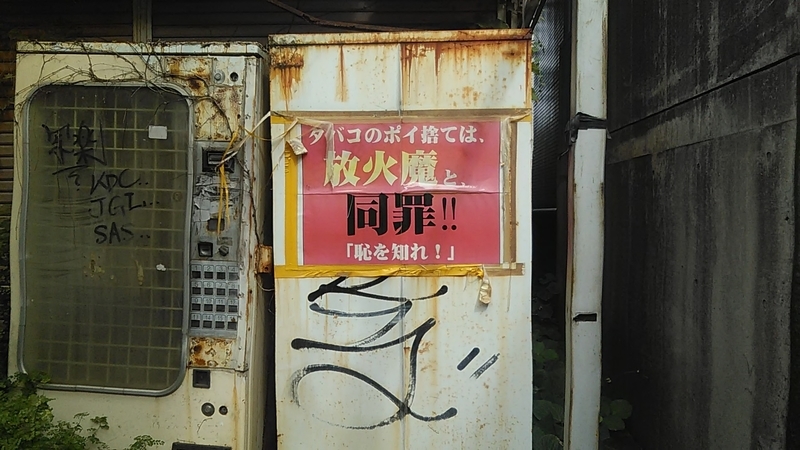 KDC..
JGL...
SAS..
タバコのポイ捨ては、
放火魔と、
同罪!!
「恥を知れ!」